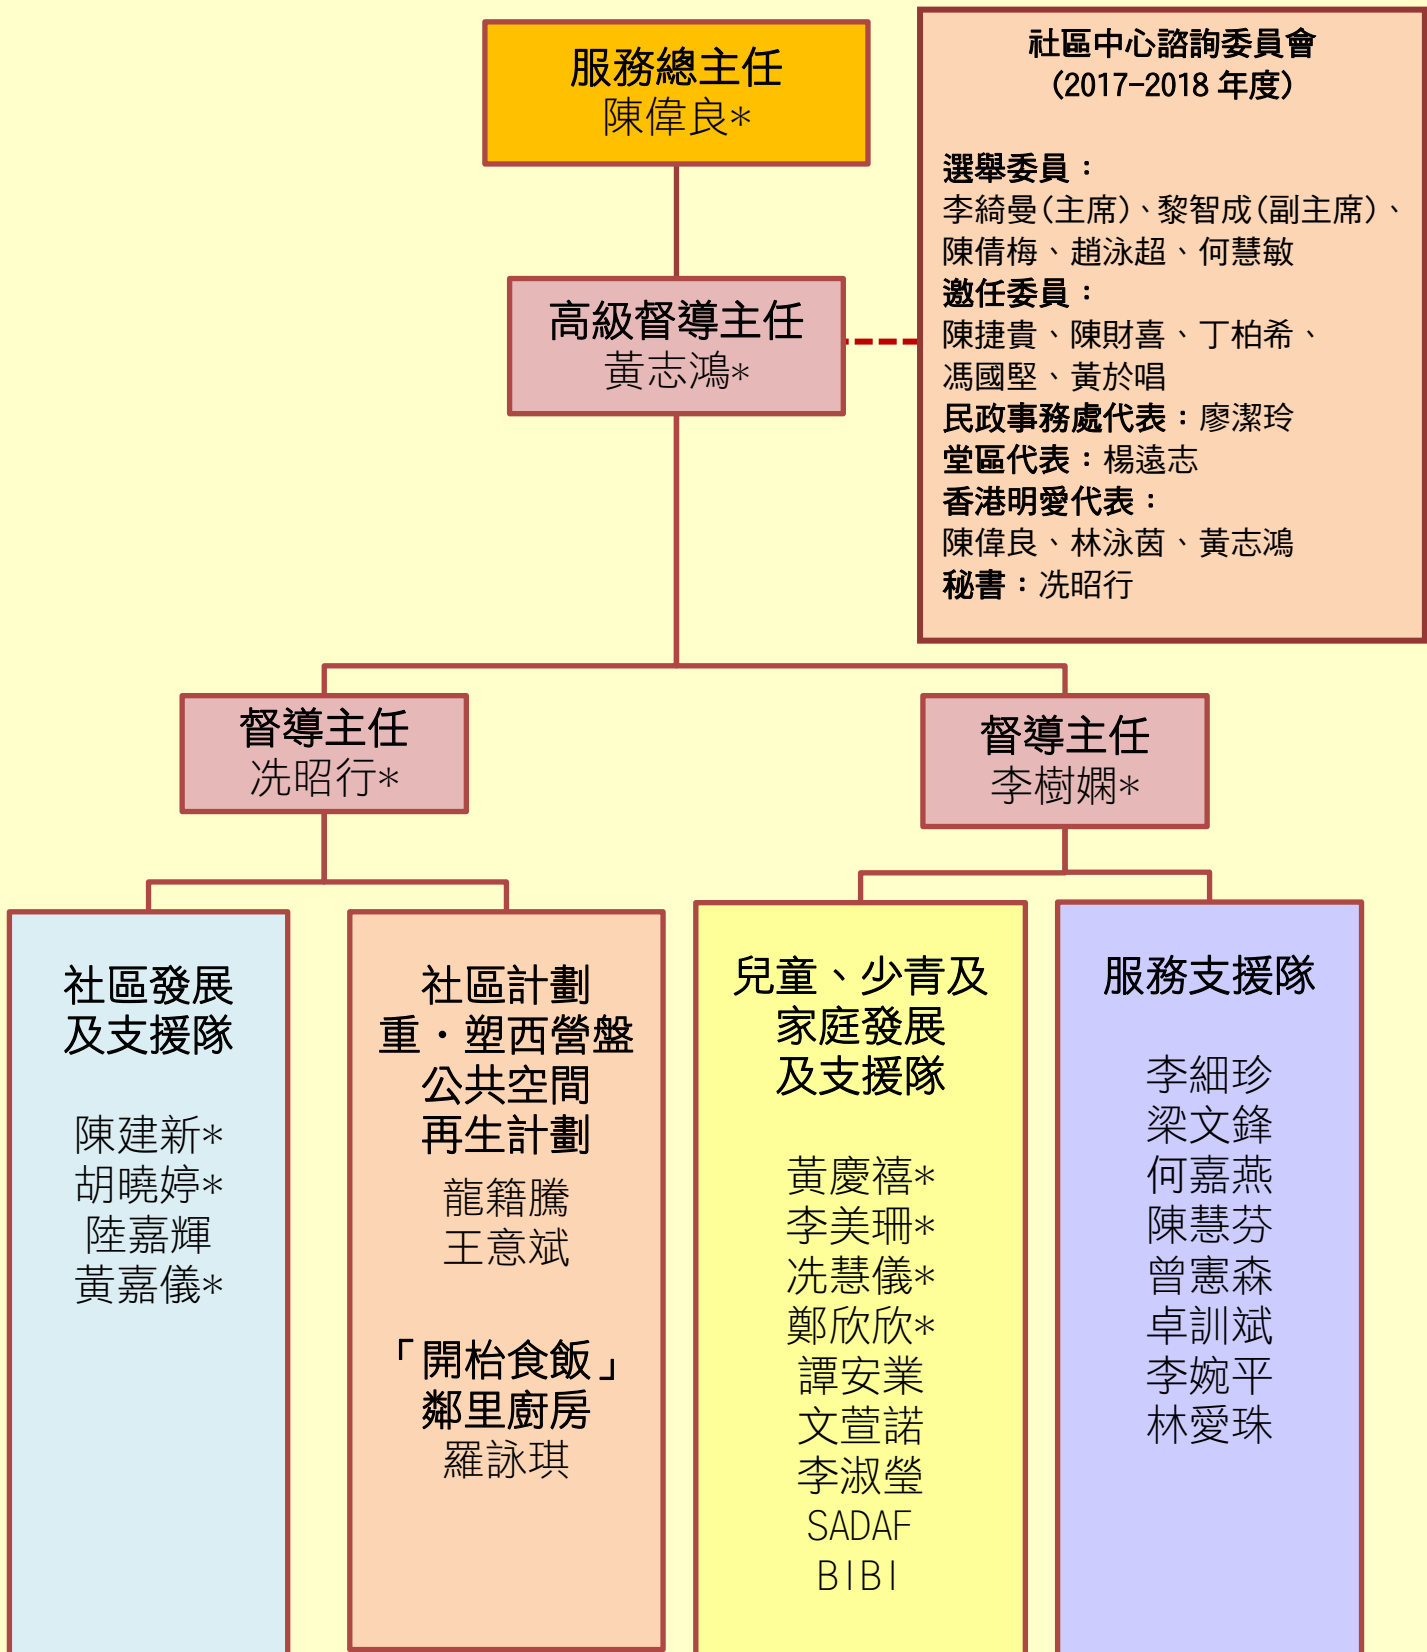 服務總主任
陳偉良*
社區中心諮詢委員會
(2017-2018 年度)
選舉委員：
李綺曼(主席)、黎智成(副主席)、
陳倩梅、趙泳超、何慧敏
邀任委員：
陳捷貴、陳財喜、丁柏希、
馮國堅、黃於唱
民政事務處代表：廖潔玲
堂區代表：楊遠志
香港明愛代表：
陳偉良、林泳茵、黃志鴻
秘書：冼昭行
高級督導主任
黃志鴻*
督導主任
冼昭行*
督導主任
李樹嫻*
社區發展
及支援隊
陳建新*
胡曉婷*
陸嘉輝
黃嘉儀*
社區計劃
重．塑西營盤
公共空間
再生計劃
龍籍騰
王意斌
「開枱食飯」
鄰里廚房
羅詠琪
兒童、少青及
家庭發展
及支援隊
黃慶禧*
李美珊*
冼慧儀*
鄭欣欣*
譚安業
文萱諾
李淑瑩
SADAF
BIBI
服務支援隊
李細珍
梁文鋒
何嘉燕
陳慧芬
曾憲森
卓訓斌
李婉平
林愛珠